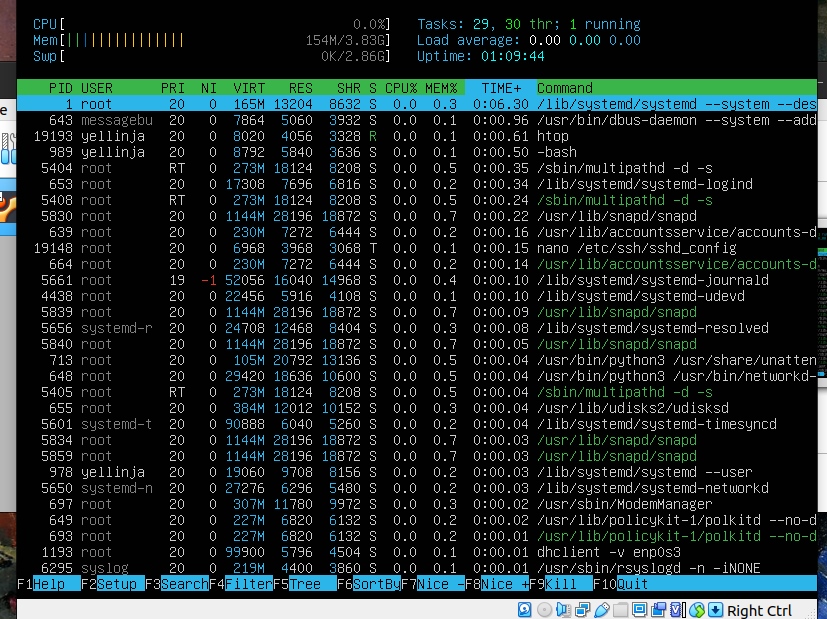 CPU[ 0.0%] Tasks: 29, 30 thr; 1 running
Mem[||||||||||||||| 154M/3.83G] Load average: 0.00 0.00 0.00
Swp[ 0K/2.86G] Uptime: 01:09:44
PID USER PRI NI VIRT RES SHR S CPU% MEM% TIME+ Command
1 root 20 0 165M 13204 8632 S 0.0 0.3 0:06.30 /lib/systemd/systemd --system --des
643 messagebu 20 0 7864 5060 3932 S 0.0 0.1 0:00.96 /usr/bin/dbus-daemon --system --add
19193 yellinja 20 0 8020 4056 3328 R 0.0 0.1 0:00.61 htop
989 yellinja 20 0 8792 5840 3636 S 0.0 0.1 0:00.50 -bash
5404 root RT 0 273M 18124 8208 S 0.0 0.5 0:00.35 /sbin/multipathd -d -s
653 root 20 0 17308 7696 6816 S 0.0 0.2 0:00.34 /lib/systemd/systemd-logind
5408 root RT 0 273M 18124 8208 S 0.0 0.5 0:00.24 /sbin/multipathd -d -s
5830 root 20 0 1144M 28196 18872 S 0.0 0.7 0:00.22 /usr/lib/snapd/snapd
639 root 20 0 230M 7272 6444 S 0.0 0.2 0:00.16 /usr/lib/accountsservice/accounts-d
19148 root 20 0 6968 3968 3068 T 0.0 0.1 0:00.15 nano /etc/ssh/sshd_config
664 root 20 0 230M 7272 6444 S 0.0 0.2 0:00.14 /usr/lib/accountsservice/accounts-d
5661 root 19 -1 52056 16040 14968 S 0.0 0.4 0:00.10 /lib/systemd/systemd-journald
4438 root 20 0 22456 5916 4108 S 0.0 0.1 0:00.10 /lib/systemd/systemd-udevd
5839 root 20 0 1144M 28196 18872 S 0.0 0.7 0:00.09 /usr/lib/snapd/snapd
5656 systemd-r 20 0 24708 12468 8404 S 0.0 0.3 0:00.08 /lib/systemd/systemd-resolved
5840 root 20 0 1144M 28196 18872 S 0.0 0.7 0:00.05 /usr/lib/snapd/snapd
713 root 20 0 105M 20792 13136 S 0.0 0.5 0:00.04 /usr/bin/python3 /usr/share/unatten
648 root 20 0 29420 18636 10600 S 0.0 0.5 0:00.04 /usr/bin/python3 /usr/bin/networkd-
5405 root RT 0 273M 18124 8208 S 0.0 0.5 0:00.04 /sbin/multipathd -d -s
655 root 20 0 384M 12012 10152 S 0.0 0.3 0:00.04 /usr/lib/udisks2/udisksd
5601 systemd-t 20 0 90888 6040 5260 S 0.0 0.2 0:00.04 /lib/systemd/systemd-timesyncd
5834 root 20 0 1144M 28196 18872 S 0.0 0.7 0:00.03 /usr/lib/snapd/snapd
5859 root 20 0 1144M 28196 18872 S 0.0 0.7 0:00.03 /usr/lib/snapd/snapd
978 yellinja 20 0 19060 9708 8156 S 0.0 0.2 0:00.03 /lib/systemd/systemd --user
5650 systemd-n 20 0 27276 6296 5480 S 0.0 0.2 0:00.03 /lib/systemd/systemd-networkd
697 root 20 0 307M 11780 9972 S 0.0 0.3 0:00.02 /usr/sbin/ModemManager
649 root 20 0 227M 6820 6132 S 0.0 0.2 0:00.02 /usr/lib/policykit-1/polkitd --no-d
693 root 20 0 227M 6820 6132 S 0.0 0.2 0:00.02 /usr/lib/policykit-1/polkitd --no-d
1193 root 20 0 99900 5796 4504 S 0.0 0.1 0:00.01 dhclient -v enp0s3
6295 syslog 20 0 219M 4400 3860 S 0.0 0.1 0:00.01 /usr/sbin/rsyslogd -n -iNONE
F1Help F2Setup F3SearchF4FilterF5Tree F6SortByF7Nice -F8Nice +F9Kill F10Quit
Right Ctrl